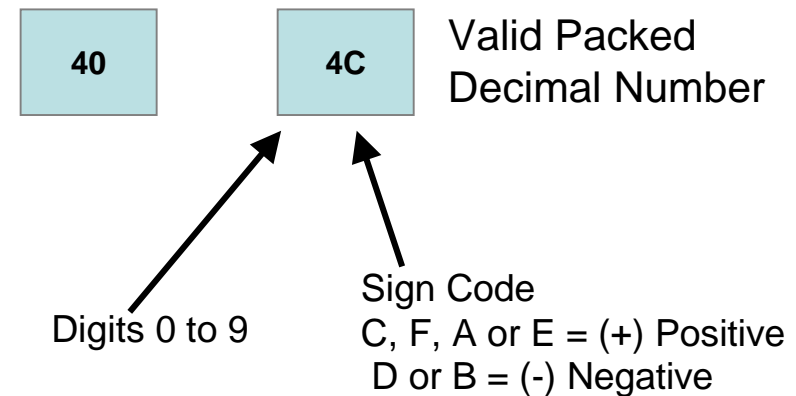 40
4C
Valid Packed
Decimal Number
Digits 0 to 9
Sign Code
C, F, A or E = (+) Positive
D or B = (-) Negative